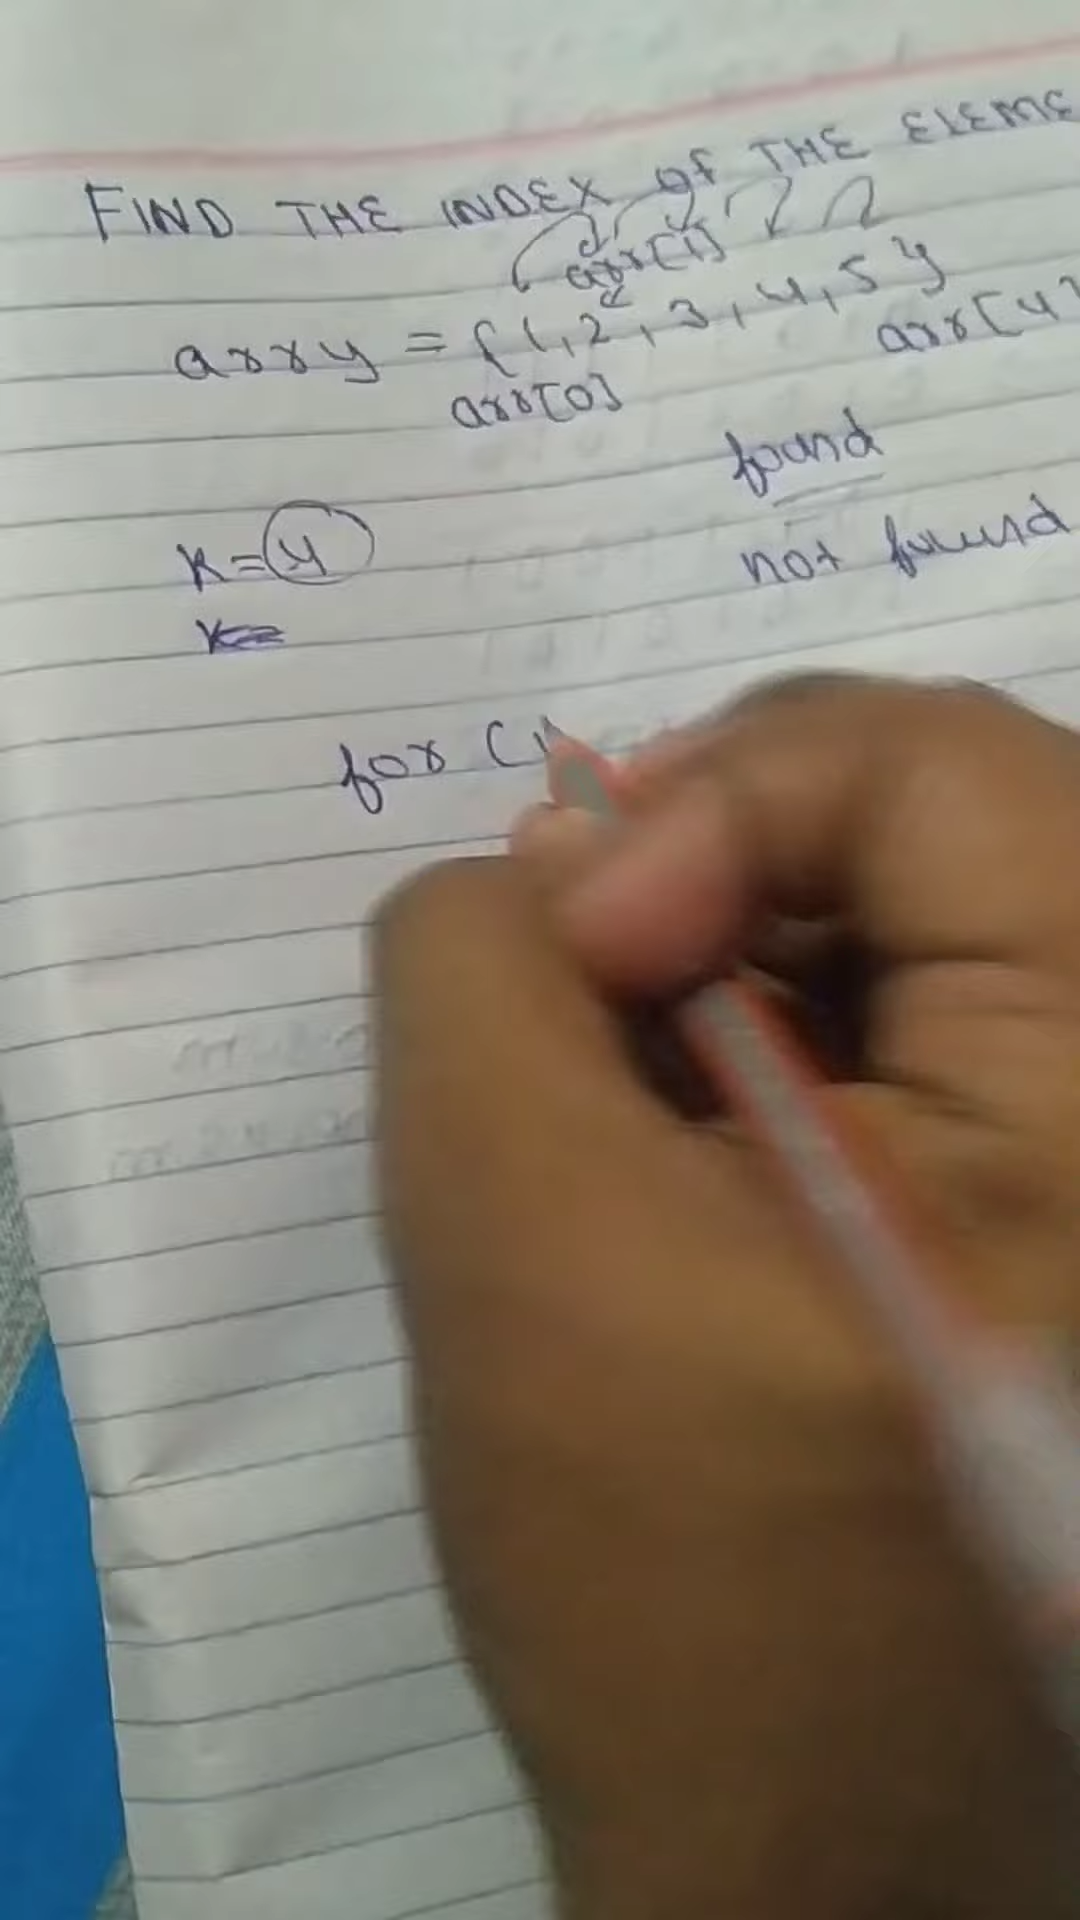 FIND THE INDEX of THE ELEME
arr[1]
arry = {1,2,3,4,5}
arr[0] arr[4]
found
k=4
not found
k=
for (i